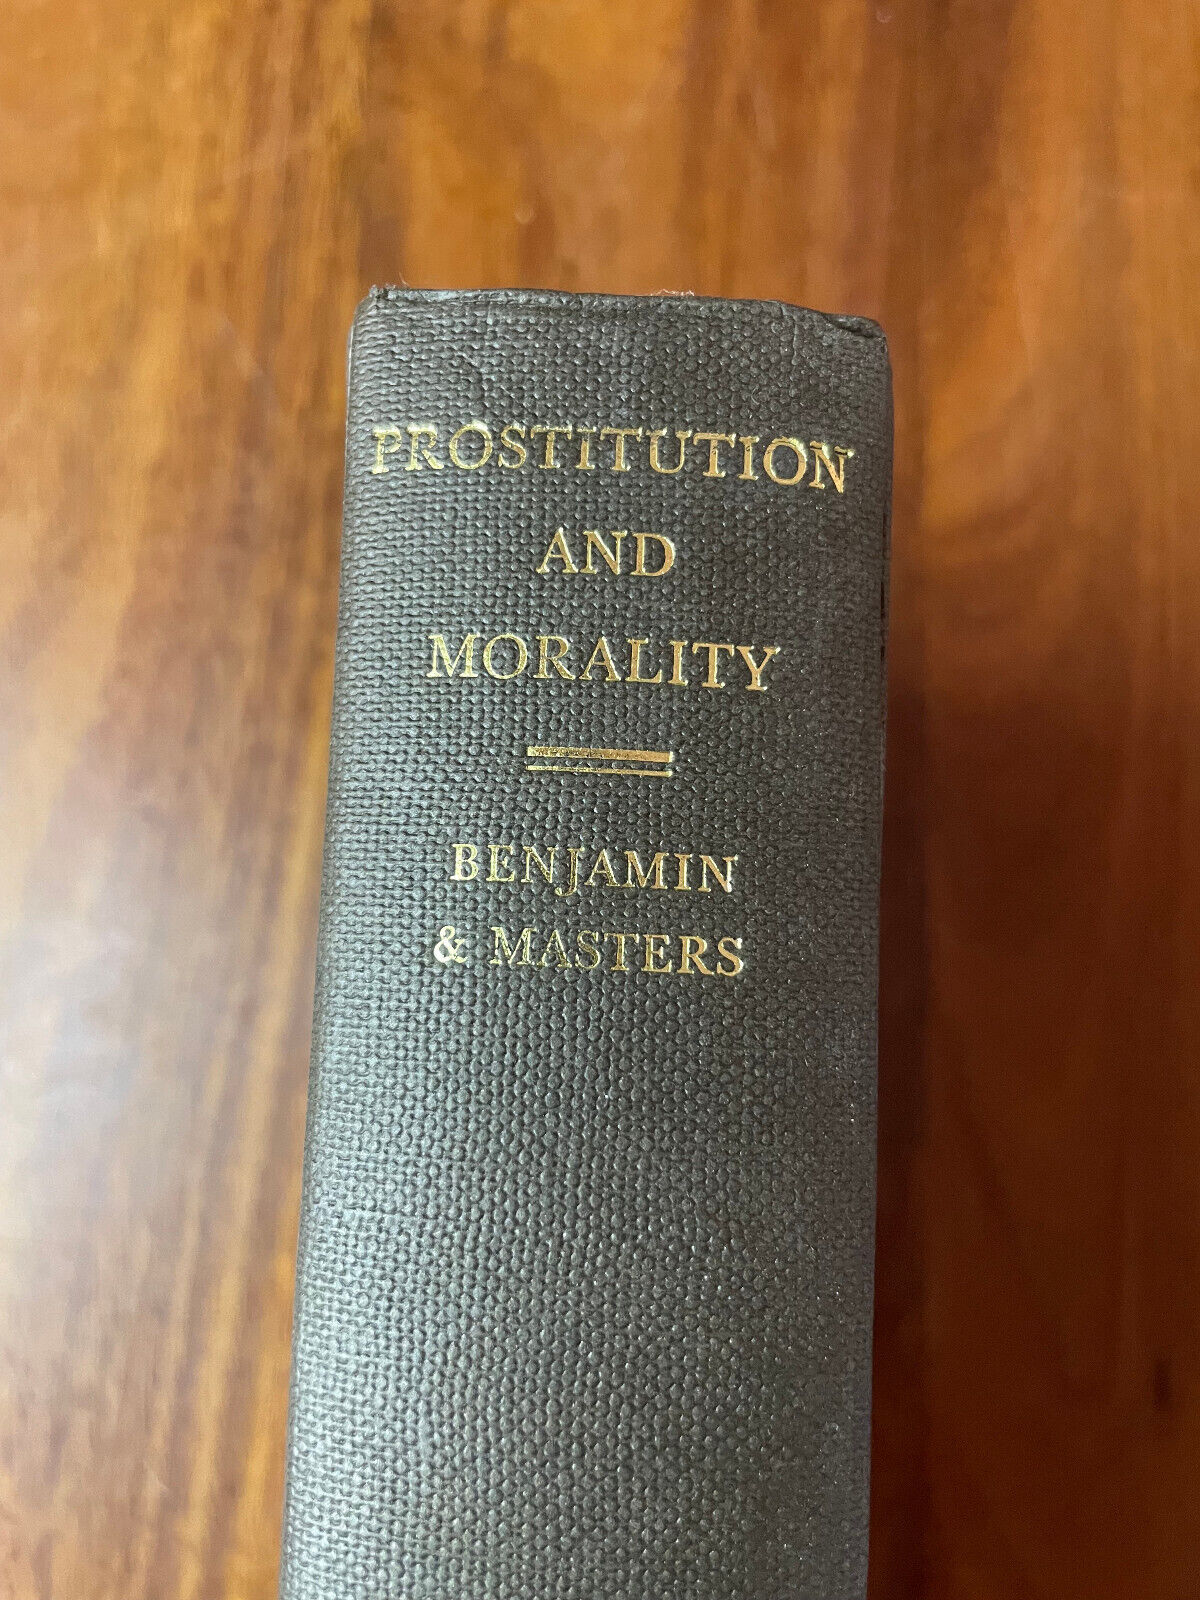 PROSTITUTION
AND
MORALITY
BENJAMIN
& MASTERS